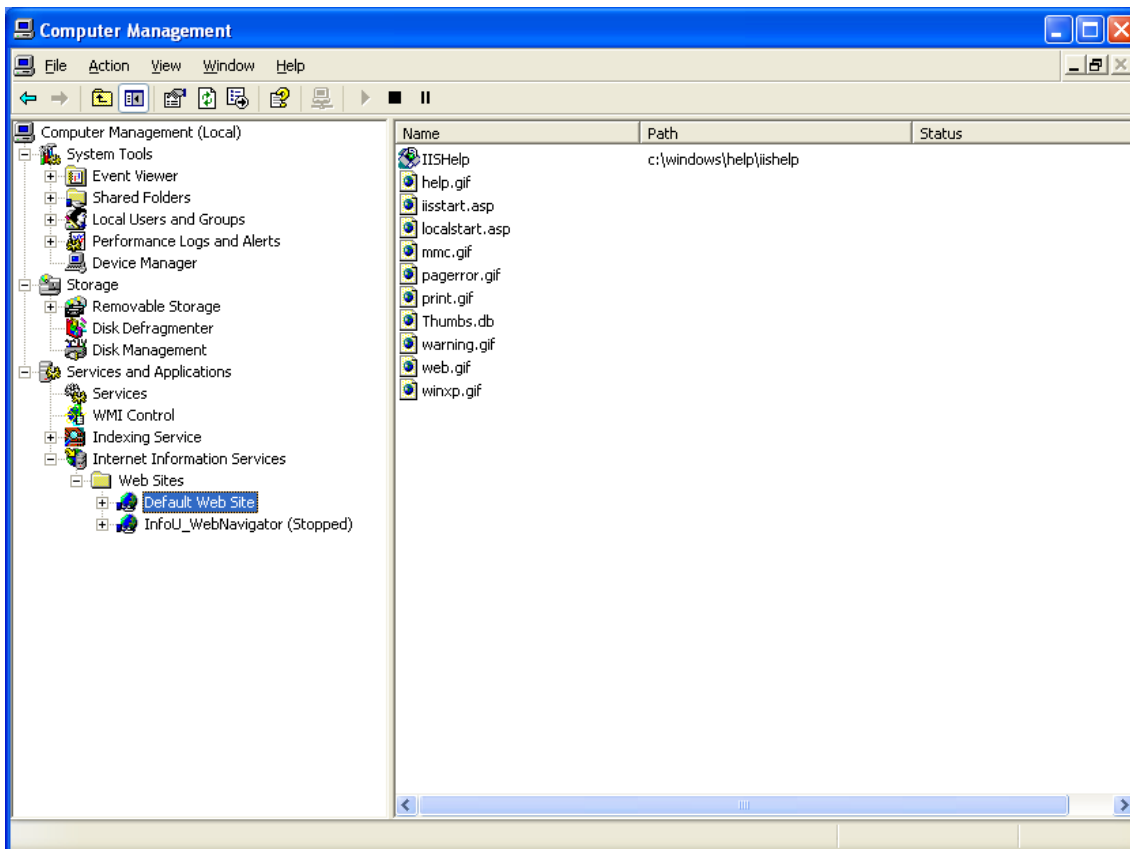 Computer Management
File Action View Window Help
Computer Management (Local)
System Tools
Event Viewer
Shared Folders
Local Users and Groups
Performance Logs and Alerts
Device Manager
Storage
Removable Storage
Disk Defragmenter
Disk Management
Services and Applications
Services
WMI Control
Indexing Service
Internet Information Services
Web Sites
Default Web Site
InfoU_WebNavigator (Stopped)
Name Path Status
IISHelp c:\windows\help\iishelp
help.gif
iisstart.asp
localstart.asp
mmc.gif
pagerror.gif
print.gif
Thumbs.db
warning.gif
web.gif
winxp.gif